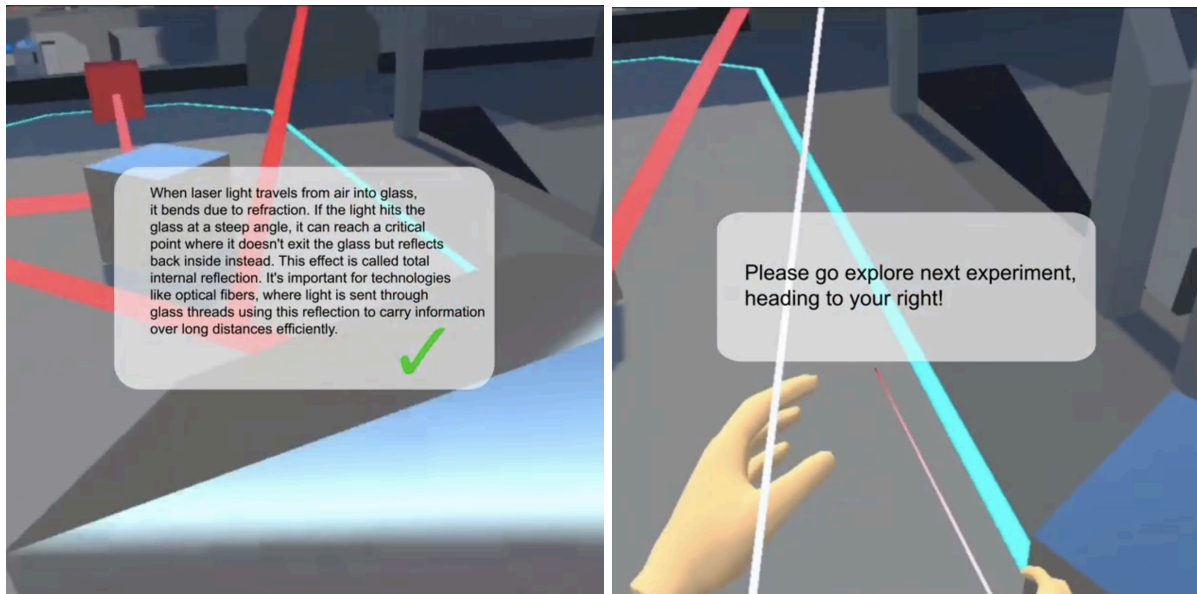 When laser light travels from air into glass,
it bends due to refraction. If the light hits the
glass at a steep angle, it can reach a critical
point where it doesn't exit the glass but reflects
back inside instead. This effect is called total
internal reflection. It's important for technologies
like optical fibers, where light is sent through
glass threads using this reflection to carry information
over long distances efficiently.
Please go explore next experiment,
heading to your right!